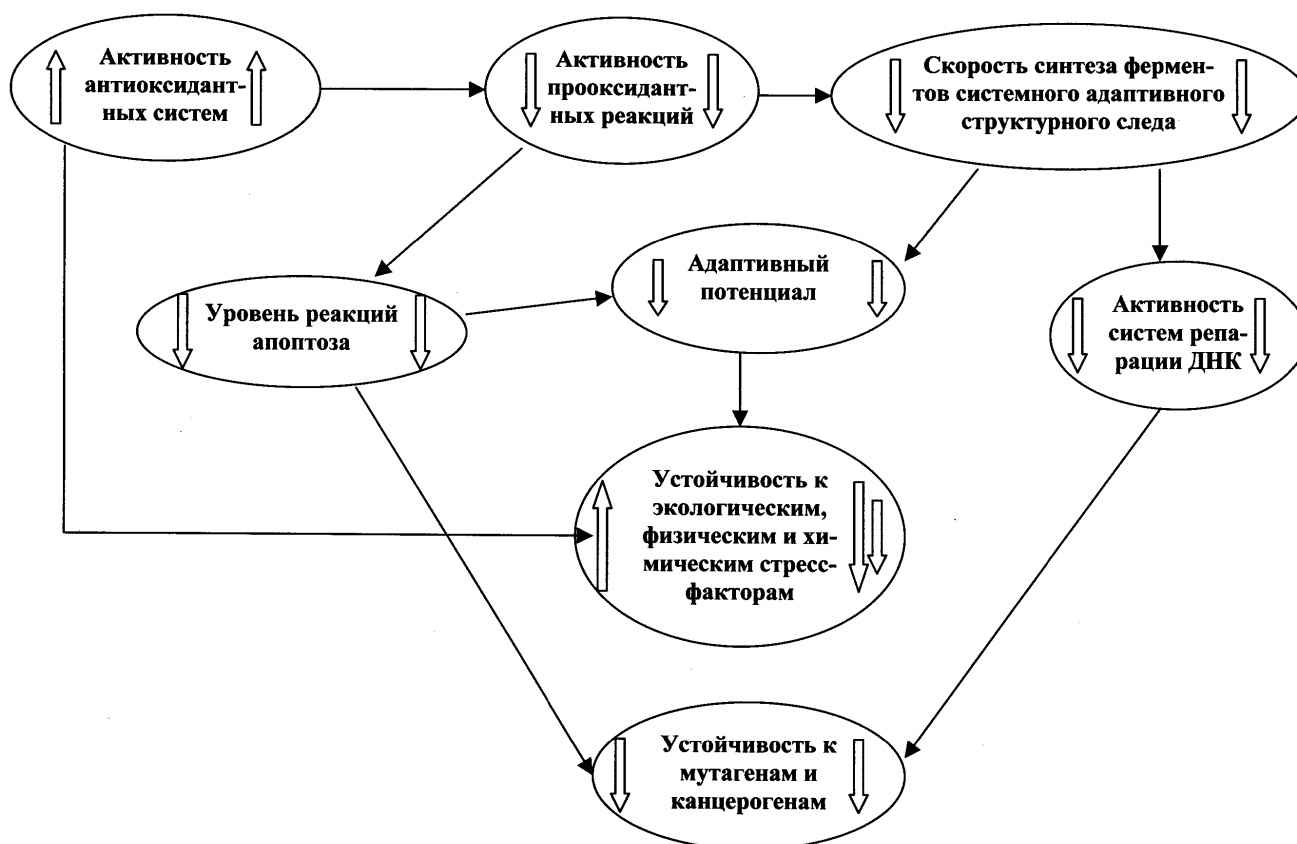 Активность
антиоксидант-
ных систем
Активность
прооксидант-
ных реакций
Скорость синтеза фермен-
тов системного адаптивного
структурного следа
Уровень реакций
апоптоза
Адаптивный
потенциал
Активность
систем репа-
рации ДНК
Устойчивость к
экологическим,
физическим и хи-
мическим стресс-
факторам
Устойчивость к
мутагенам и
канцерогенам